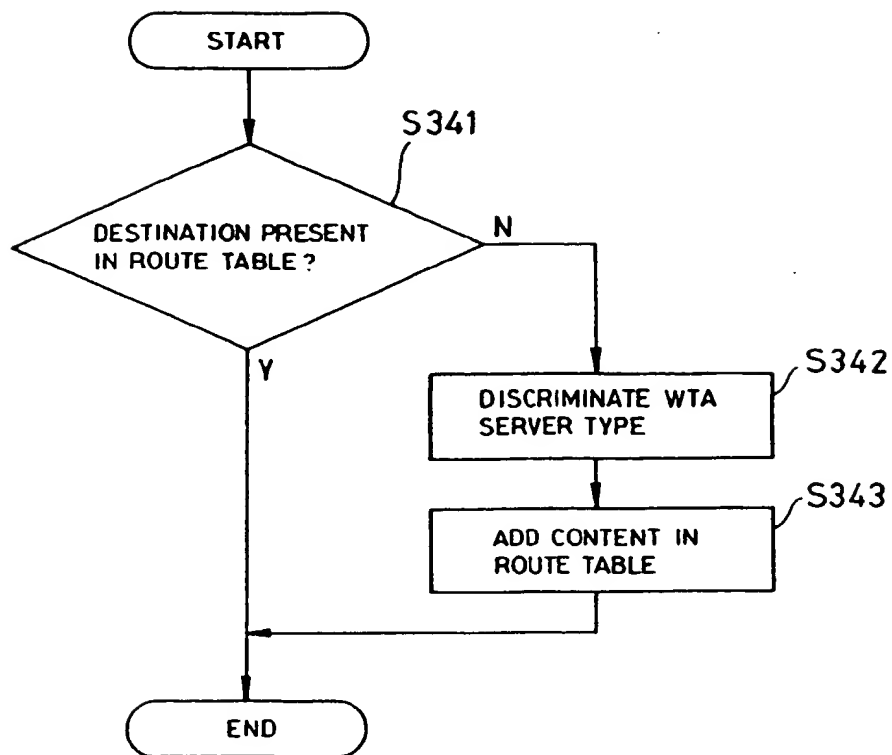 START
S341
DESTINATION PRESENT
IN ROUTE TABLE?
N
Y
S342
DISCRIMINATE WTA
SERVER TYPE
S343
ADD CONTENT IN
ROUTE TABLE
END